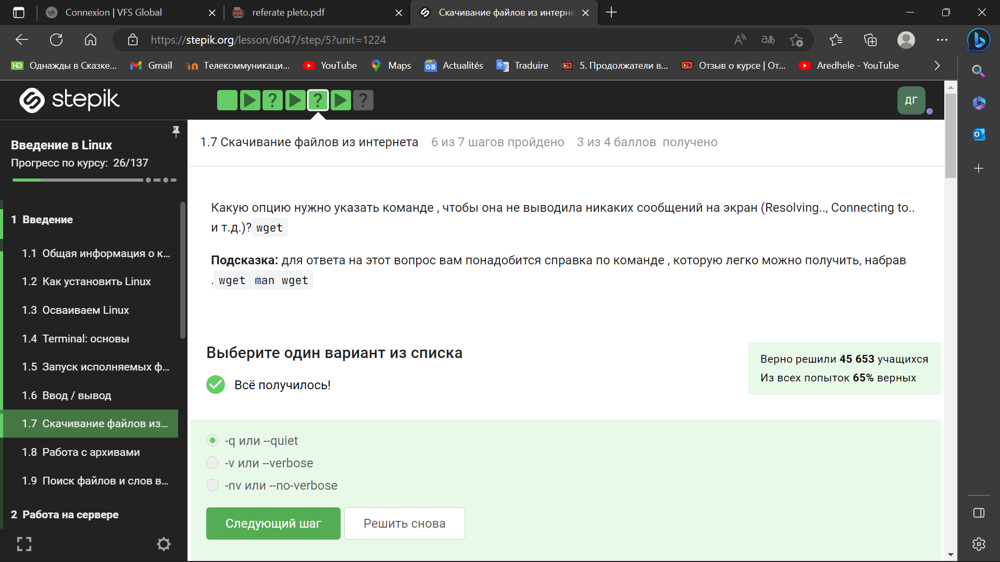 Connexion | VFS Global
referate pleto.pdf
Скачивание файлов из интерне
https://stepik.org/lesson/6047/step/5?unit=1224
Однажды в Сказке...
Gmail
Телекоммуникаци...
YouTube
Maps
Actualités
Traduire
5. Продолжатели в...
Отзыв о курсе | От...
Aredhele - YouTube
stepik
ДГ
Введение в Linux
Прогресс по курсу: 26/137
1 Введение
1.1 Общая информация о к...
1.2 Как установить Linux
1.3 Осваиваем Linux
1.4 Terminal: основы
1.5 Запуск исполняемых ф...
1.6 Ввод / вывод
1.7 Скачивание файлов из...
1.8 Работа с архивами
1.9 Поиск файлов и слов в...
2 Работа на сервере
1.7 Скачивание файлов из интернета 6 из 7 шагов пройдено 3 из 4 баллов получено
Какую опцию нужно указать команде , чтобы она не выводила никаких сообщений на экран (Resolving.., Connecting to..
и т.д.)? wget
Подсказка: для ответа на этот вопрос вам понадобится справка по команде , которую легко можно получить, набрав
. wget man wget
Выберите один вариант из списка
Всё получилось!
Верно решили 45 653 учащихся
Из всех попыток 65% верных
-q или --quiet
-v или --verbose
-nv или --no-verbose
Следующий шаг
Решить снова